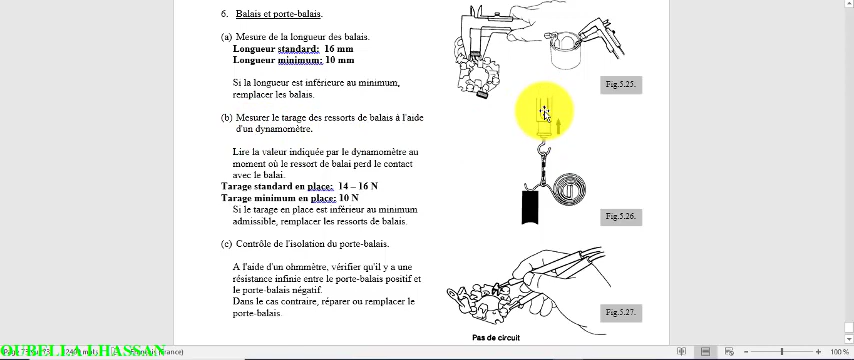 6. Balais et porte-balais.
(a) Mesure de la longueur des balais.
Longueur standard: 16 mm
Longueur minimum: 10 mm
Si la longueur est inférieure au minimum,
remplacer les balais.
Fig.5.25.
(b) Mesurer le tarage des ressorts de balais à l'aide
d'un dynamomètre.
Lire la valeur indiquée par le dynamomètre au
moment où le ressort de balai perd le contact
avec le balai.
Tarage standard en place: 14 – 16 N
Tarage minimum en place: 10 N
Si le tarage en place est inférieur au minimum
admissible, remplacer les ressorts de balais.
Fig.5.26.
(c) Contrôle de l'isolation du porte-balais.
A l'aide d'un ohmmètre, vérifier qu'il y a une
résistance infinie entre le porte-balais positif et
le porte-balais négatif.
Dans le cas contraire, réparer ou remplacer le
porte-balais.
Fig.5.27.
Pas de circuit
OUBELLA LHASSAN
100 %